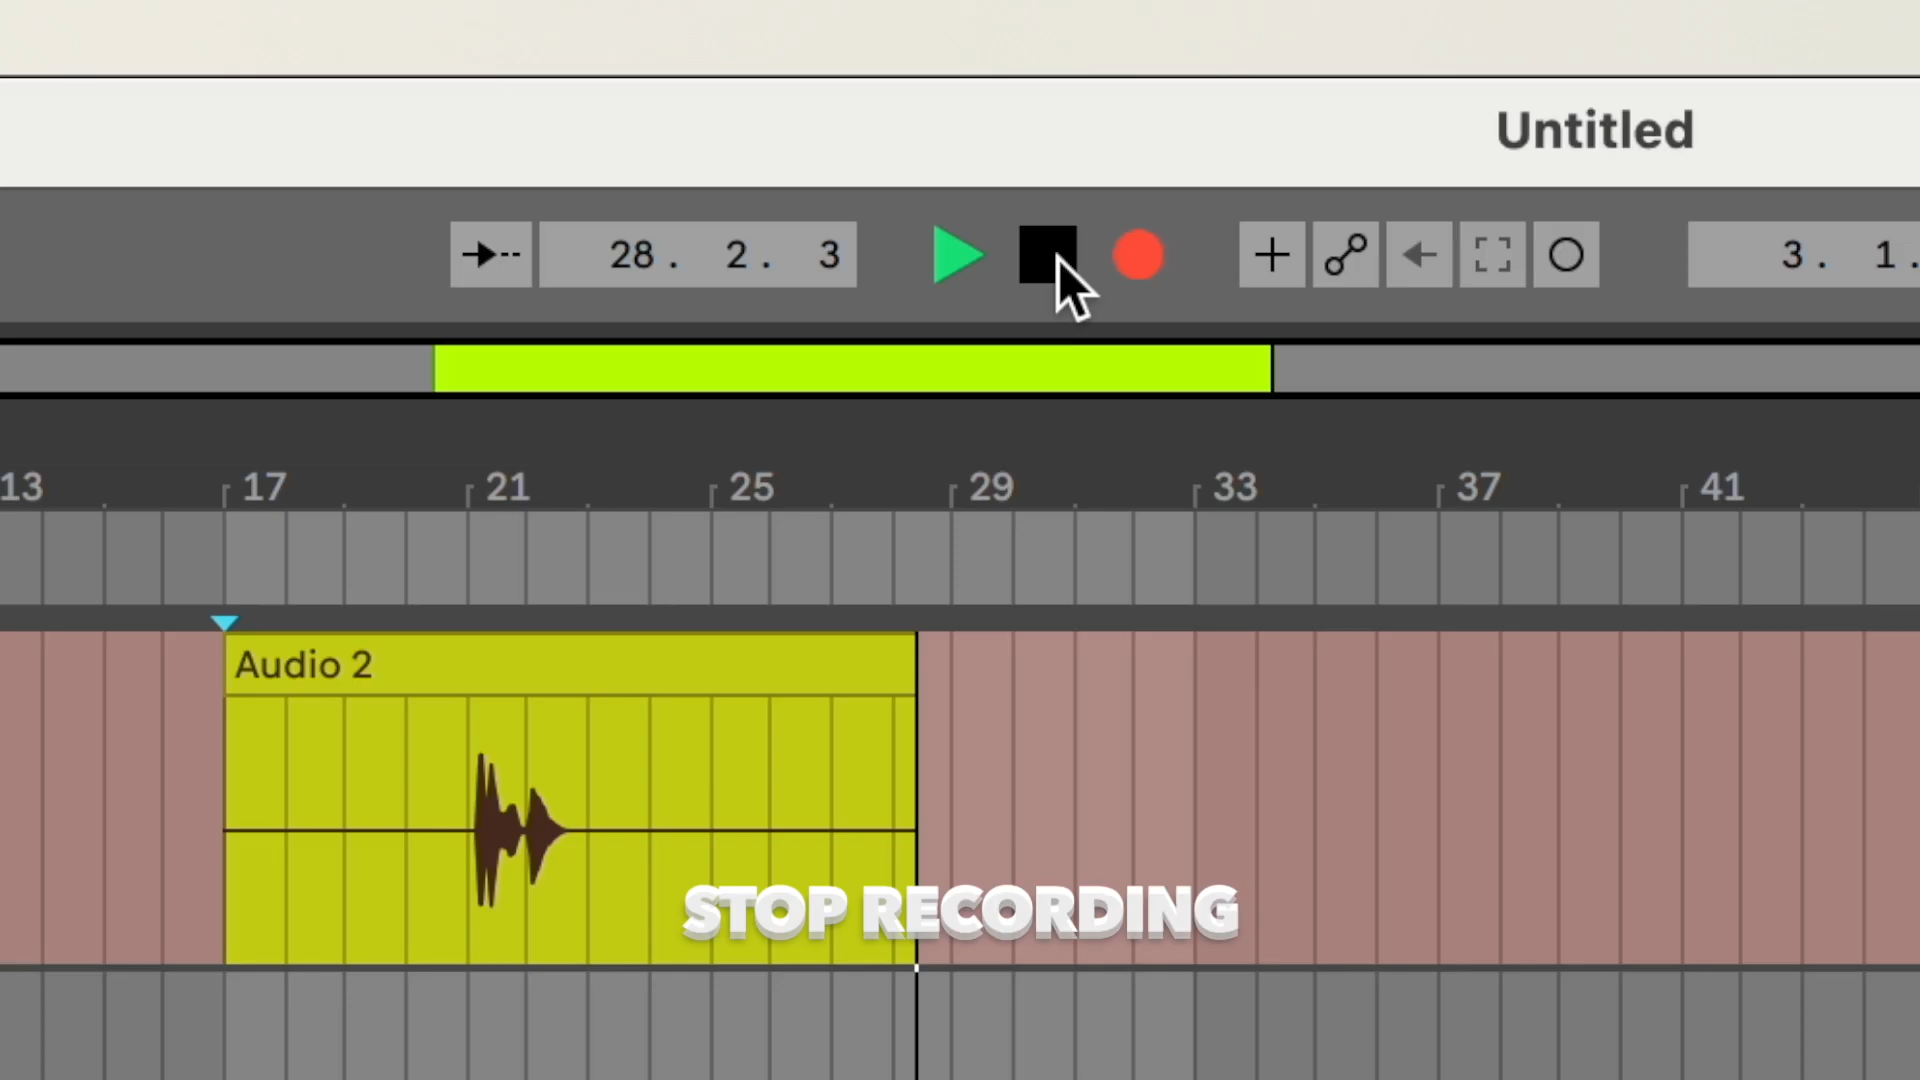 Untitled
28. 2. 3
3. 1.
13 17 21 25 29 33 37 41
Audio 2
STOP RECORDING